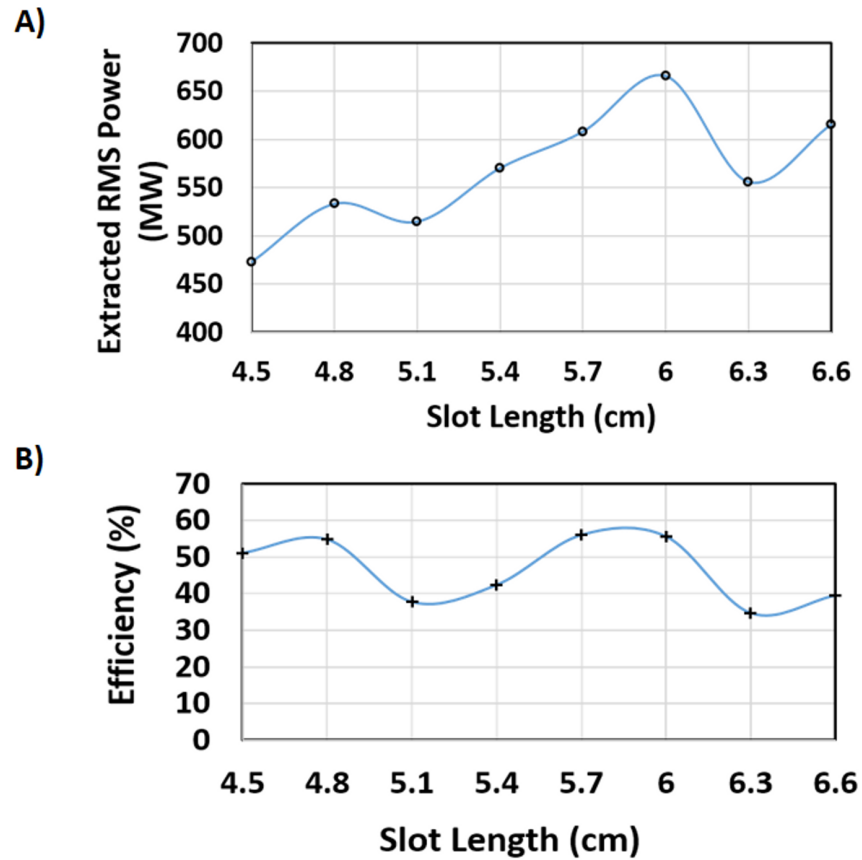 A)
Extracted RMS Power
(MW)
700
650
600
550
500
450
400
4.5 4.8 5.1 5.4 5.7 6 6.3 6.6
Slot Length (cm)
B)
Efficiency (%)
70
60
50
40
30
20
10
0
4.5 4.8 5.1 5.4 5.7 6 6.3 6.6
Slot Length (cm)